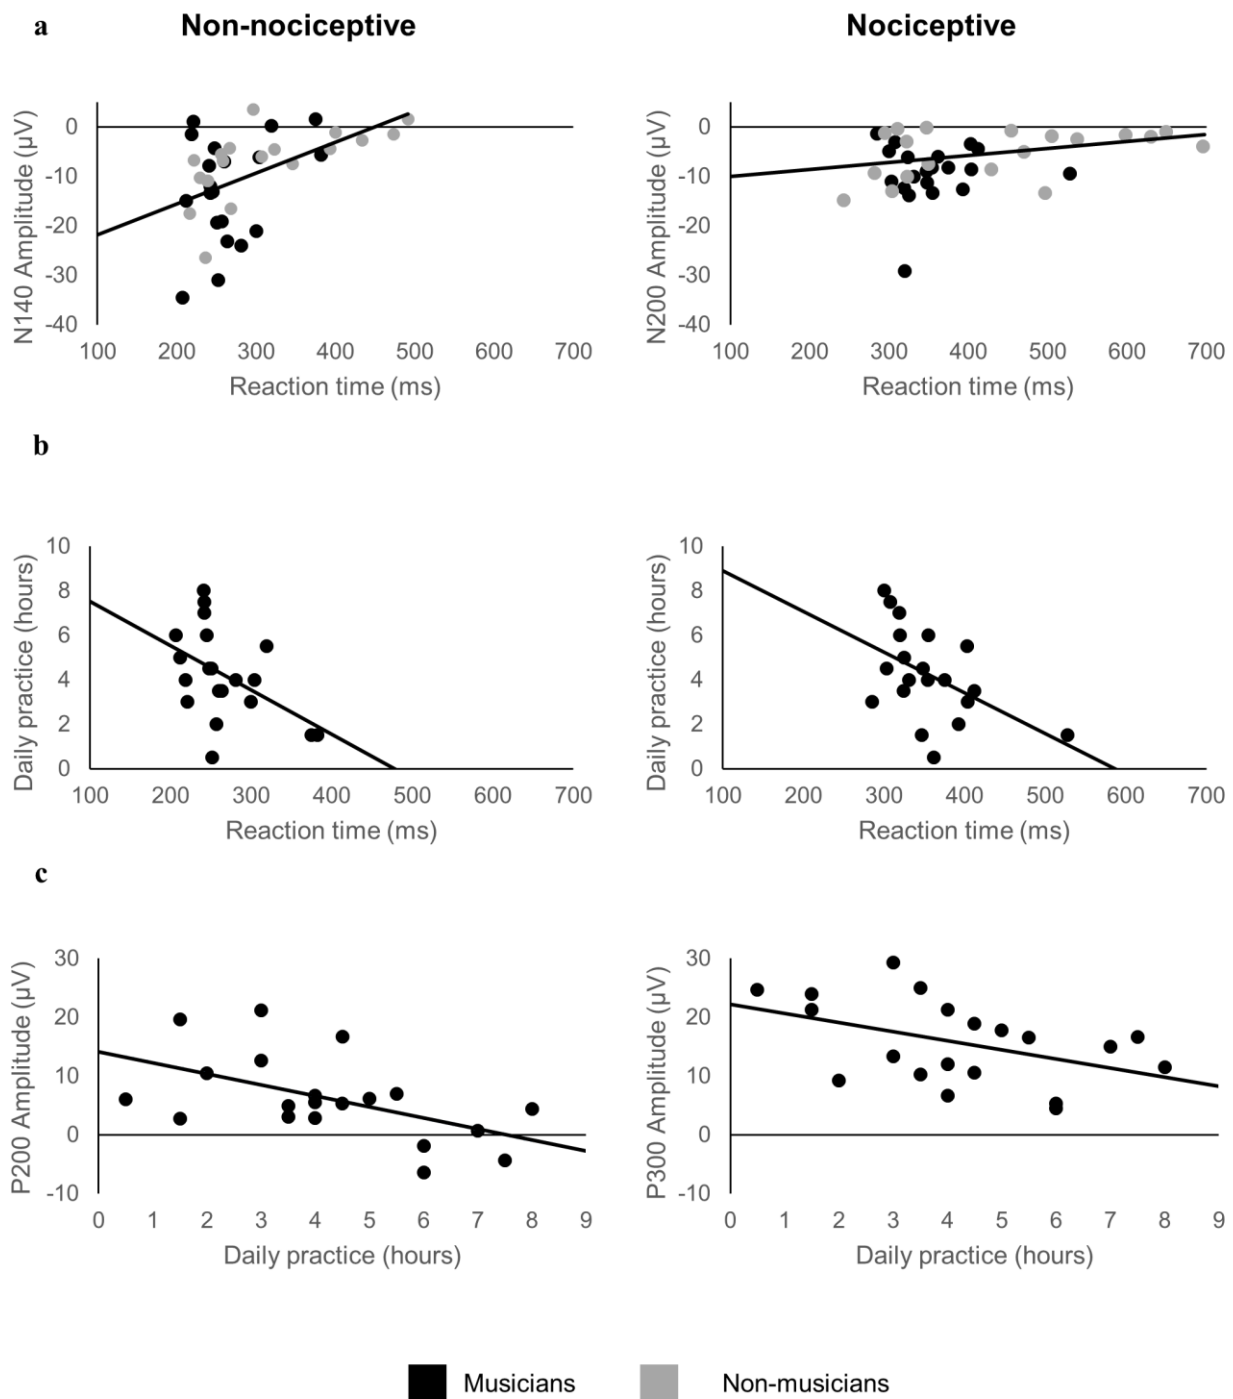 a
Non-nociceptive
Nociceptive
N140 Amplitude (µV)
0
-10
-20
-30
-40
100 200 300 400 500 600 700
Reaction time (ms)
N200 Amplitude (µV)
0
-10
-20
-30
-40
100 200 300 400 500 600 700
Reaction time (ms)
b
Daily practice (hours)
10
8
6
4
2
0
100 200 300 400 500 600 700
Reaction time (ms)
Daily practice (hours)
10
8
6
4
2
0
100 200 300 400 500 600 700
Reaction time (ms)
c
P200 Amplitude (µV)
30
20
10
0
-10
0 1 2 3 4 5 6 7 8 9
Daily practice (hours)
P300 Amplitude (µV)
30
20
10
0
-10
0 1 2 3 4 5 6 7 8 9
Daily practice (hours)
Musicians
Non-musicians